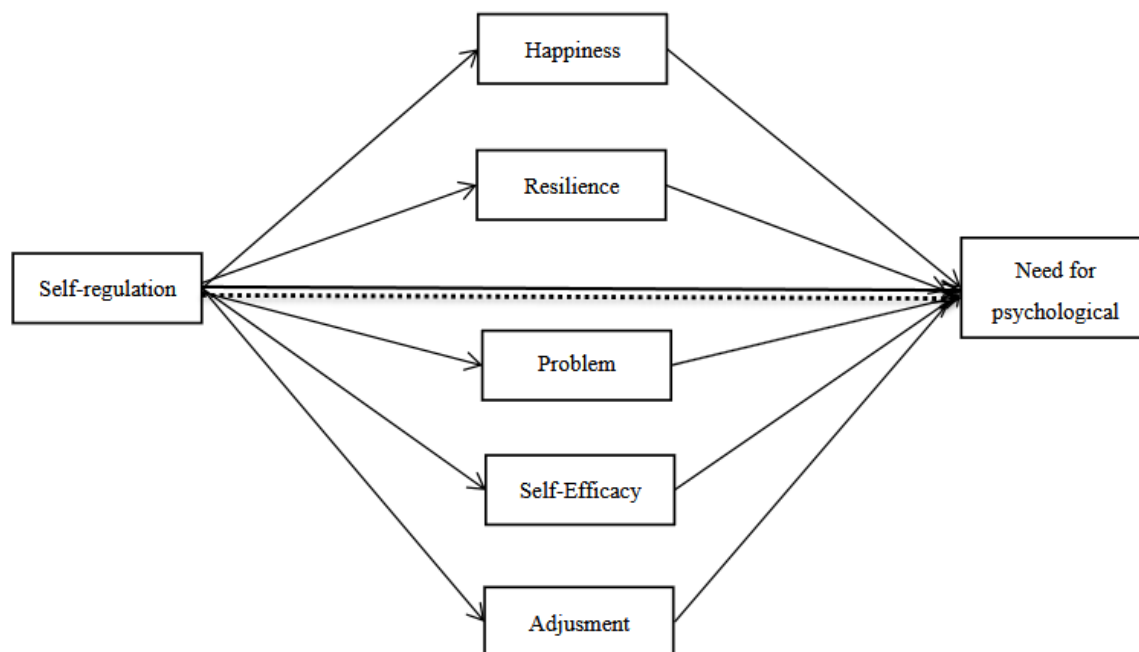 Happiness
Resilience
Self-regulation
Need for
psychological
Problem
Self-Efficacy
Adjusment